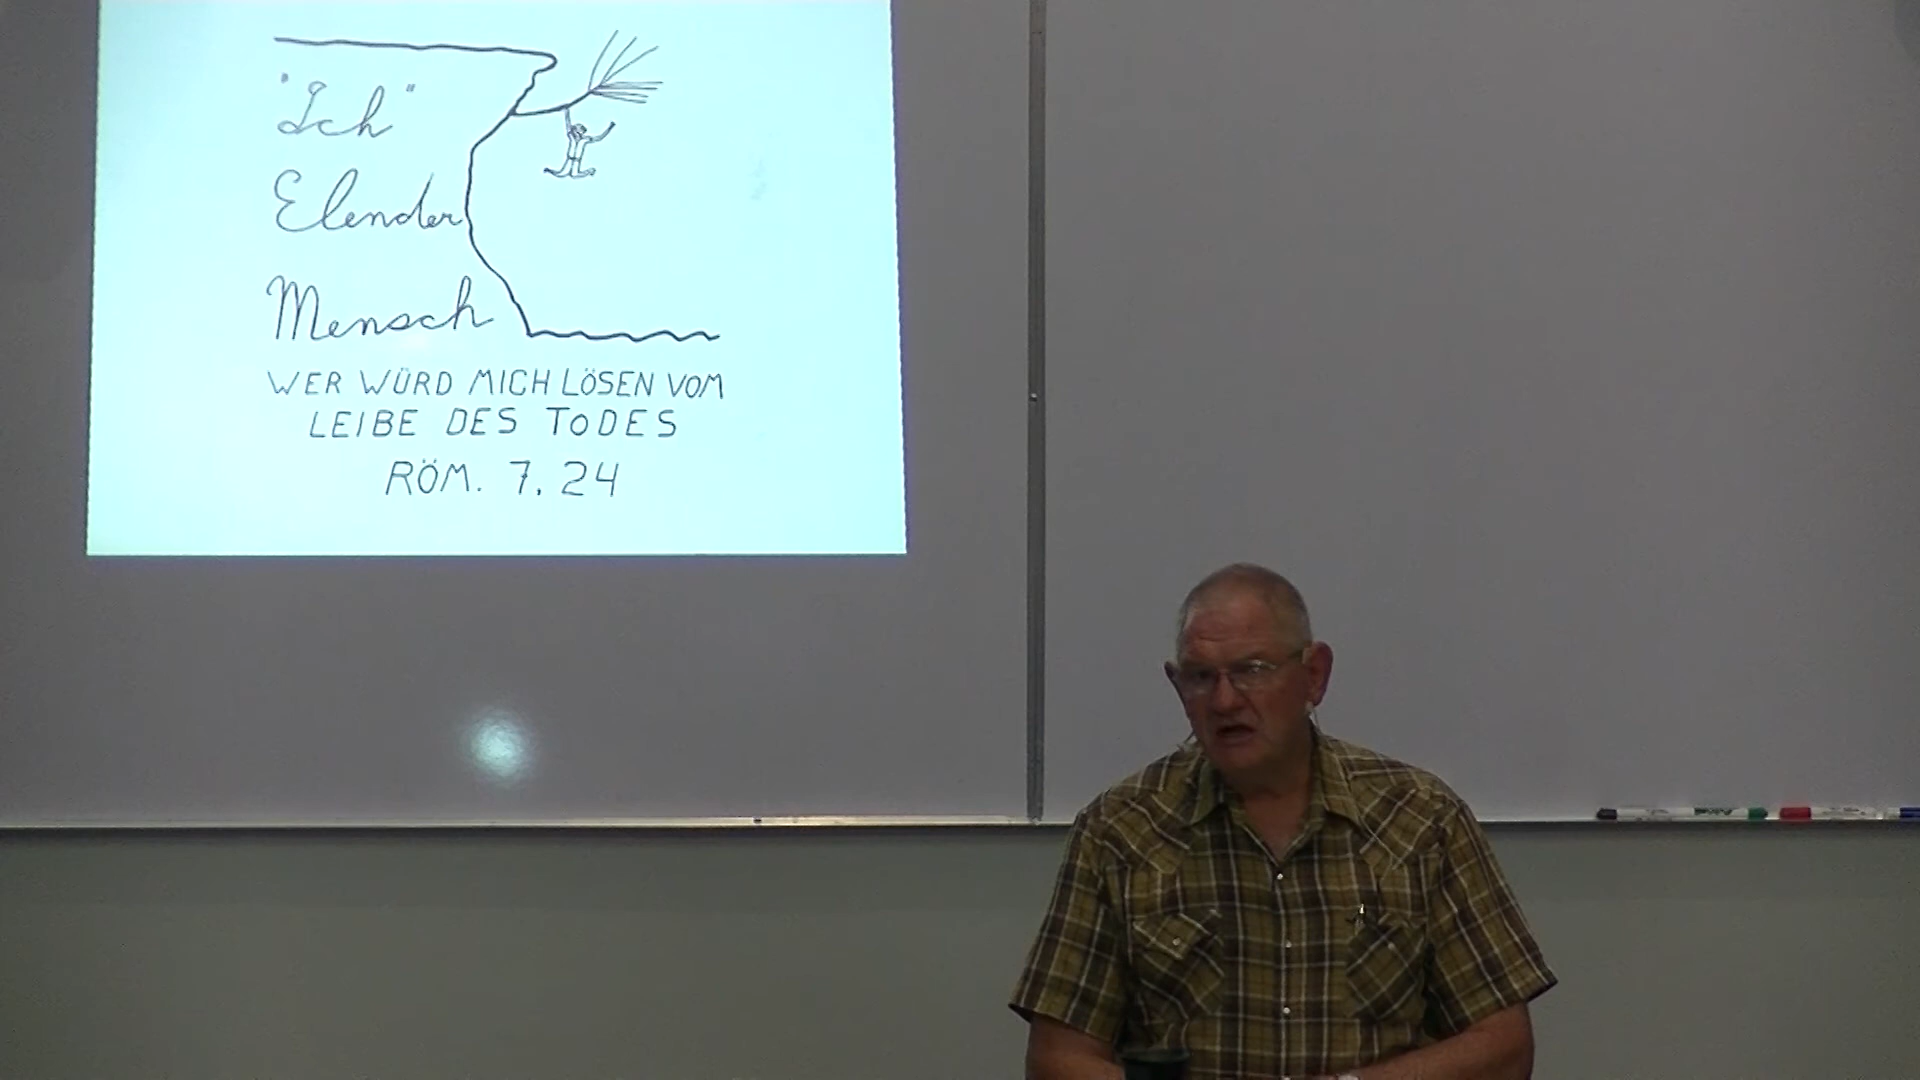 "Ich"
Elender
Mensch
WER WÜRD MICH LÖSEN VOM
LEIBE DES TODES
RÖM. 7. 24